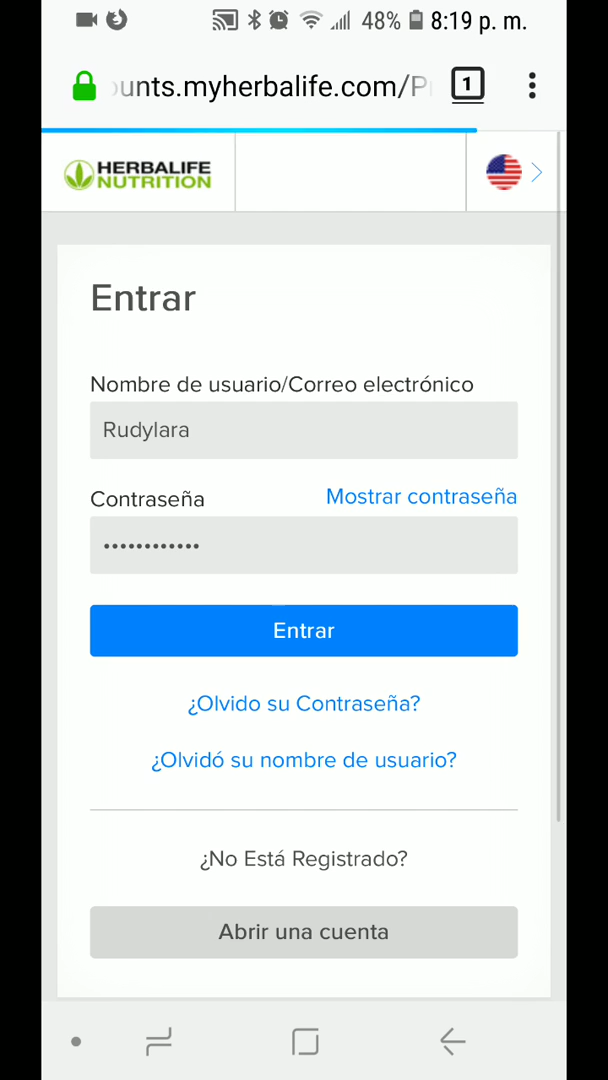 48% 8:19 p. m.
unts.myherbalife.com/P
1
HERBALIFE
NUTRITION
Entrar
Nombre de usuario/Correo electrónico
Rudylara
Contraseña Mostrar contraseña
••••••••••••
Entrar
¿Olvido su Contraseña?
¿Olvidó su nombre de usuario?
¿No Está Registrado?
Abrir una cuenta